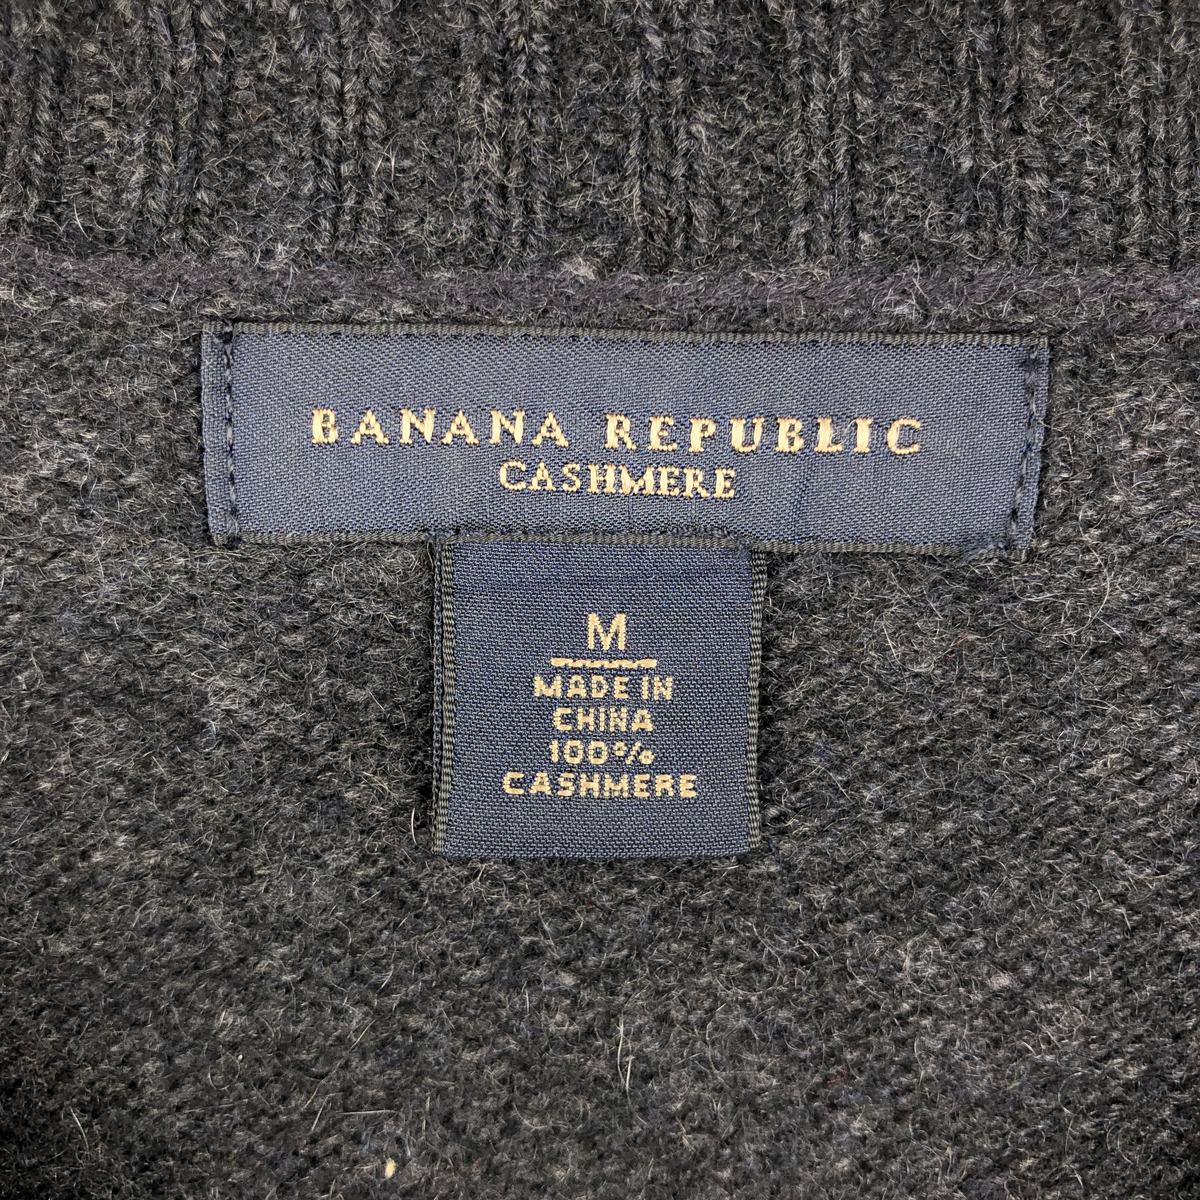 BANANA REPUBLIC
CASHMERE
M
MADE IN
CHINA
100%
CASHMERE